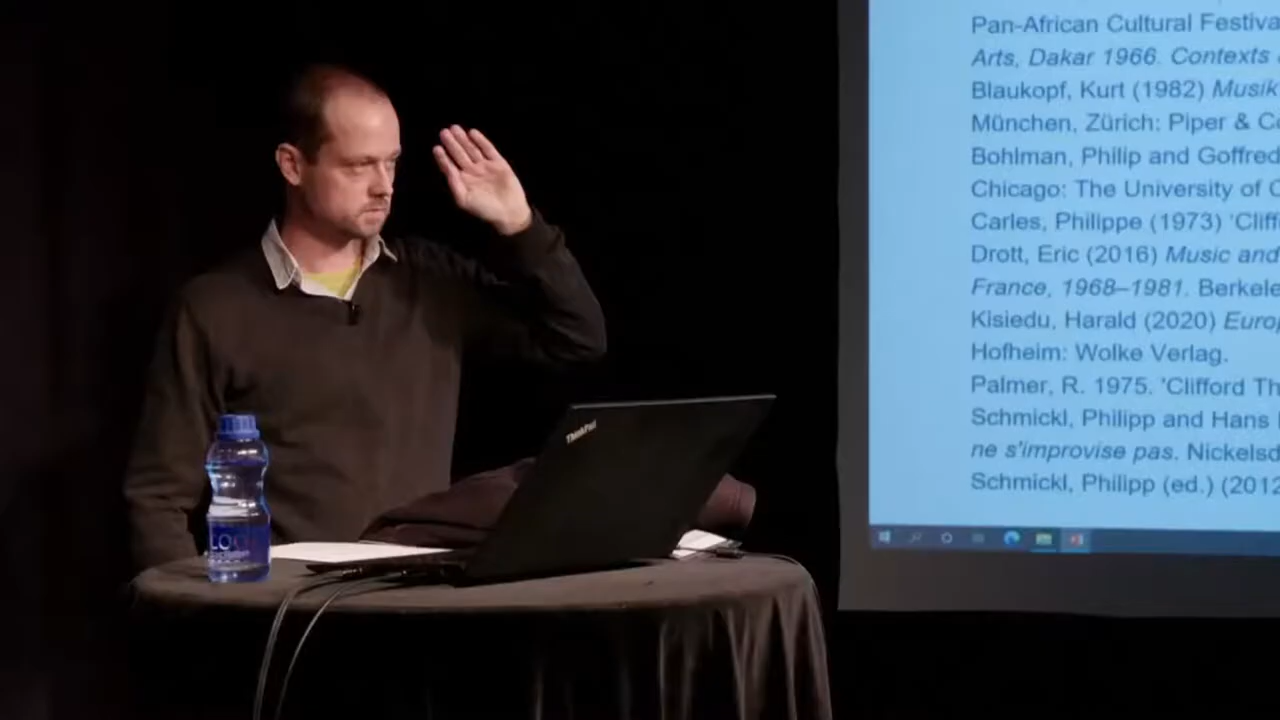 Pan-African Cultural Festiva
Arts, Dakar 1966. Contexts
Blaukopf, Kurt (1982) Musik
München, Zürich: Piper & Co
Bohlman, Philip and Goffred
Chicago: The University of C
Carles, Philippe (1973) 'Cliff
Drott, Eric (2016) Music and
France, 1968–1981. Berkele
Kisiedu, Harald (2020) Europ
Hofheim: Wolke Verlag.
Palmer, R. 1975. 'Clifford Th
Schmickl, Philipp and Hans
ne s'improvise pas. Nickelsd
Schmickl, Philipp (ed.) (2012
ThinkPad